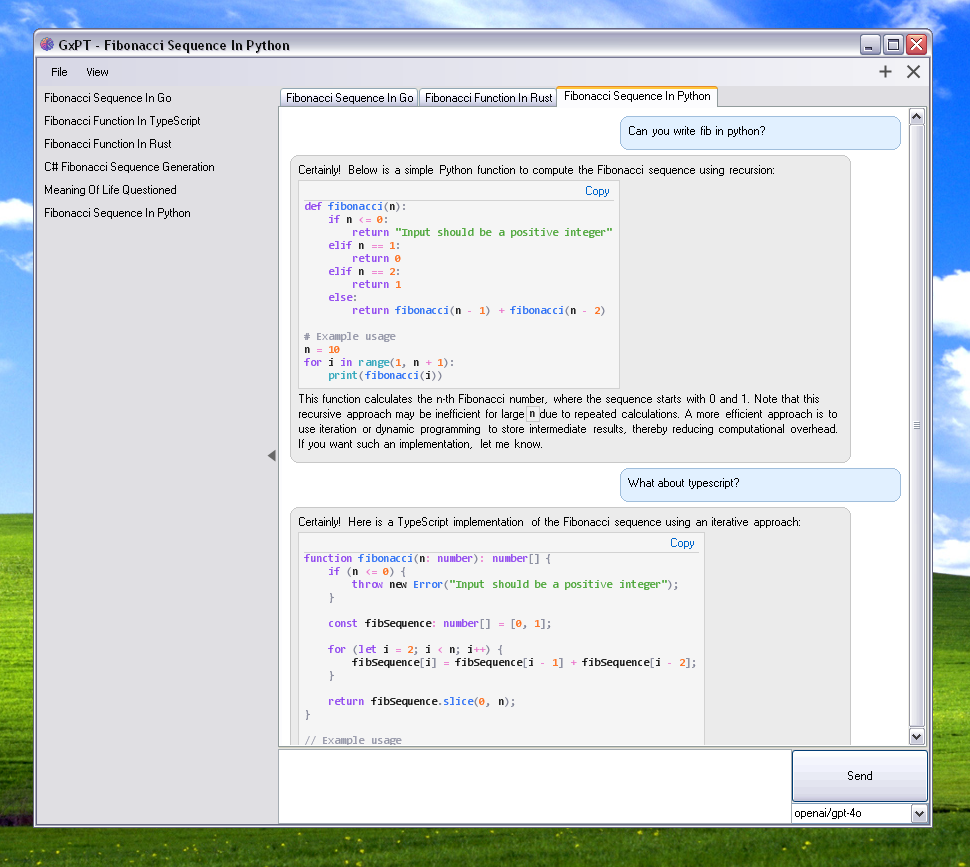 GxPT - Fibonacci Sequence In Python
File View
Fibonacci Sequence In Go
Fibonacci Function In TypeScript
Fibonacci Function In Rust
C# Fibonacci Sequence Generation
Meaning Of Life Questioned
Fibonacci Sequence In Python
Fibonacci Sequence In Go Fibonacci Function In Rust Fibonacci Sequence In Python
Can you write fib in python?
Certainly! Below is a simple Python function to compute the Fibonacci sequence using recursion:
Copy
def fibonacci(n):
    if n <= 0:
        return "Input should be a positive integer"
    elif n == 1:
        return 0
    elif n == 2:
        return 1
    else:
        return fibonacci(n - 1) + fibonacci(n - 2)
# Example usage
n = 10
for i in range(1, n + 1):
    print(fibonacci(i))
This function calculates the n-th Fibonacci number, where the sequence starts with 0 and 1. Note that this
recursive approach may be inefficient for large n due to repeated calculations. A more efficient approach is to
use iteration or dynamic programming to store intermediate results, thereby reducing computational overhead.
If you want such an implementation, let me know.
What about typescript?
Certainly! Here is a TypeScript implementation of the Fibonacci sequence using an iterative approach:
Copy
function fibonacci(n: number): number[] {
    if (n <= 0) {
        throw new Error("Input should be a positive integer");
    }
    const fibSequence: number[] = [0, 1];
    for (let i = 2; i < n; i++) {
        fibSequence[i] = fibSequence[i - 1] + fibSequence[i - 2];
    }
    return fibSequence.slice(0, n);
}
// Example usage
Send
openai/gpt-4o